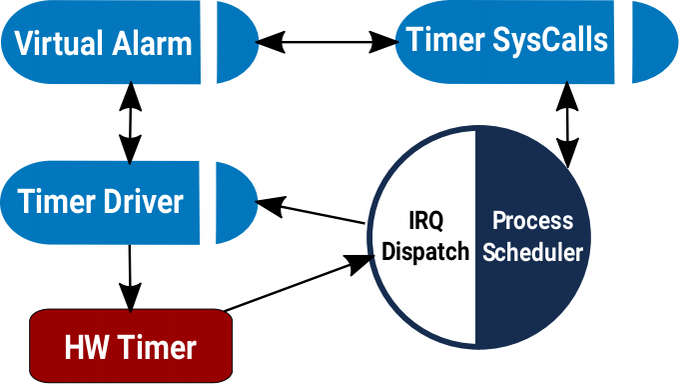 Virtual Alarm
Timer SysCalls
Timer Driver
IRQ
Dispatch
Process
Scheduler
HW Timer